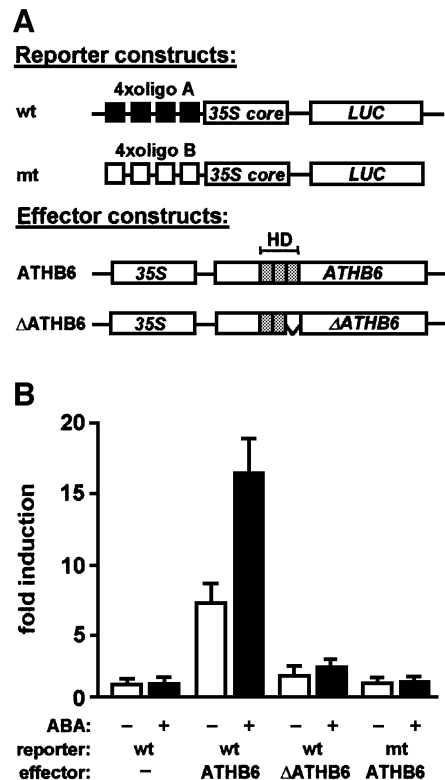 A
Reporter constructs:
4xoligo A
wt 35S core LUC
4xoligo B
mt 35S core LUC
Effector constructs:
HD
ATHB6 35S ATHB6
ΔATHB6 35S ΔATHB6
B
20
15
10
5
0
fold induction
ABA: – + – + – + – +
reporter: wt wt wt mt
effector: – ATHB6 ΔATHB6 ATHB6